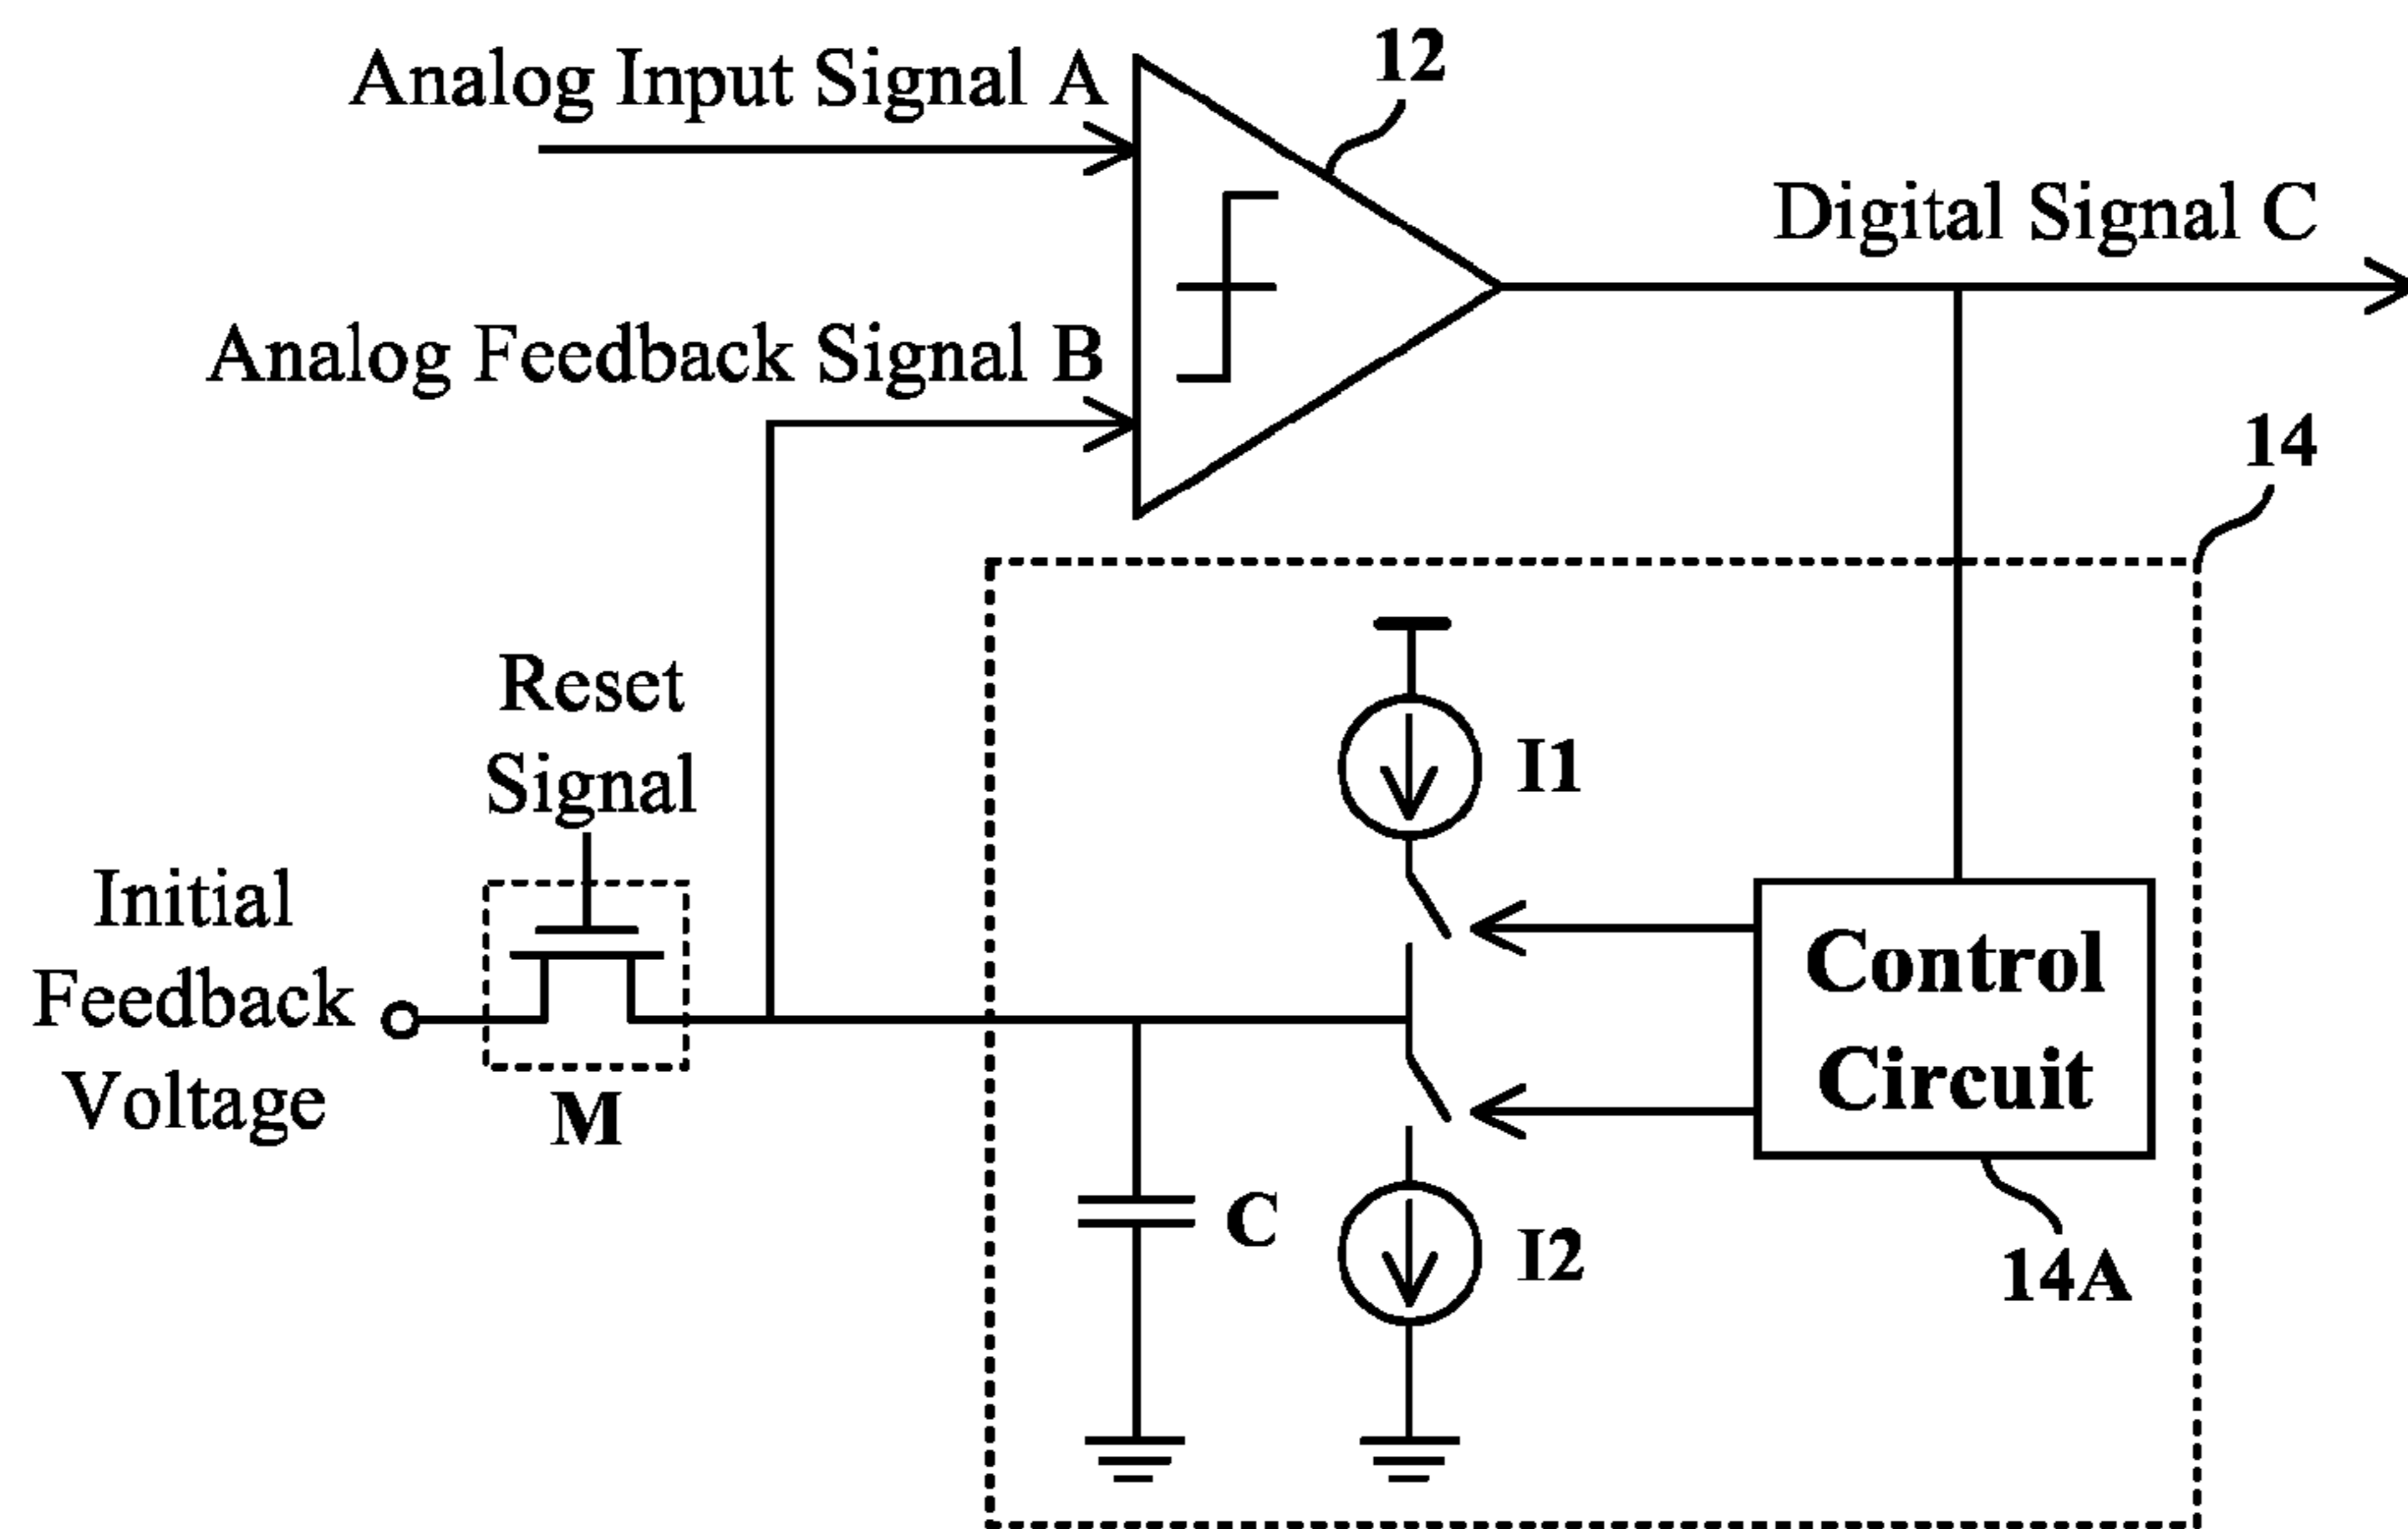 12
Analog Input Signal A
Digital Signal C
Analog Feedback Signal B
14
Reset
Signal
I1
Initial
Feedback
Voltage
M
Control
Circuit
C
I2
14A